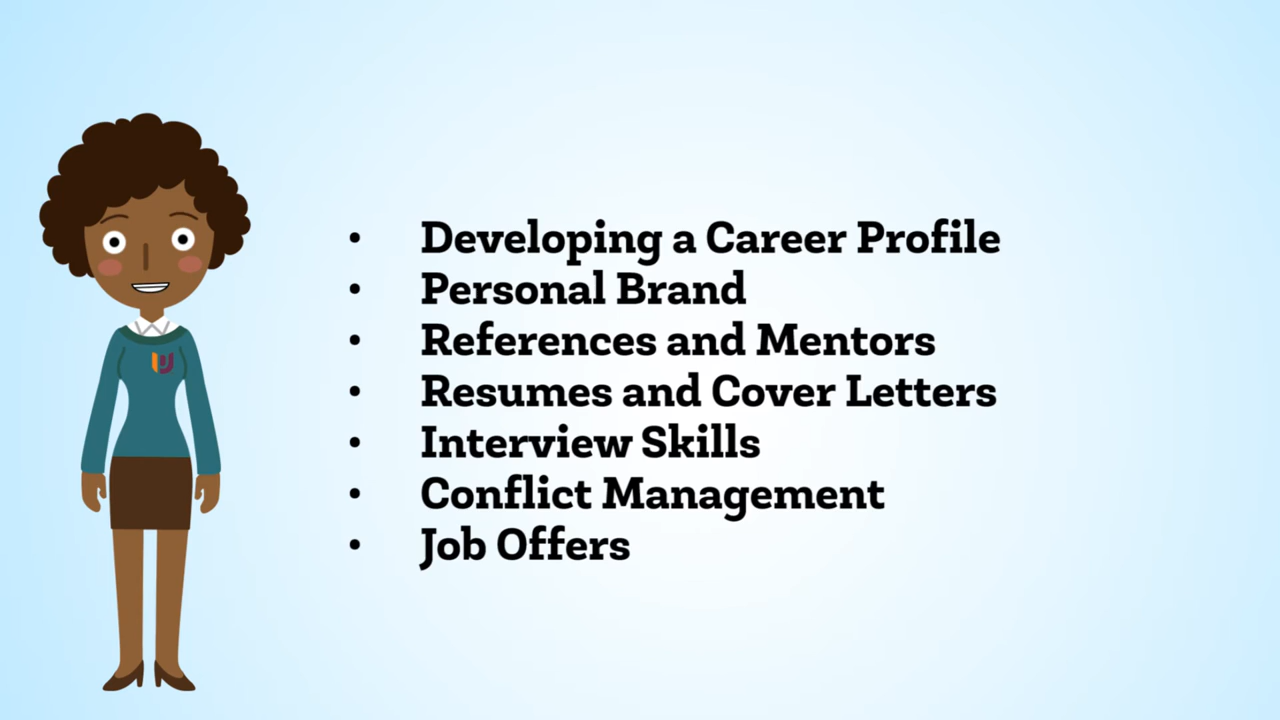 • Developing a Career Profile
• Personal Brand
• References and Mentors
• Resumes and Cover Letters
• Interview Skills
• Conflict Management
• Job Offers